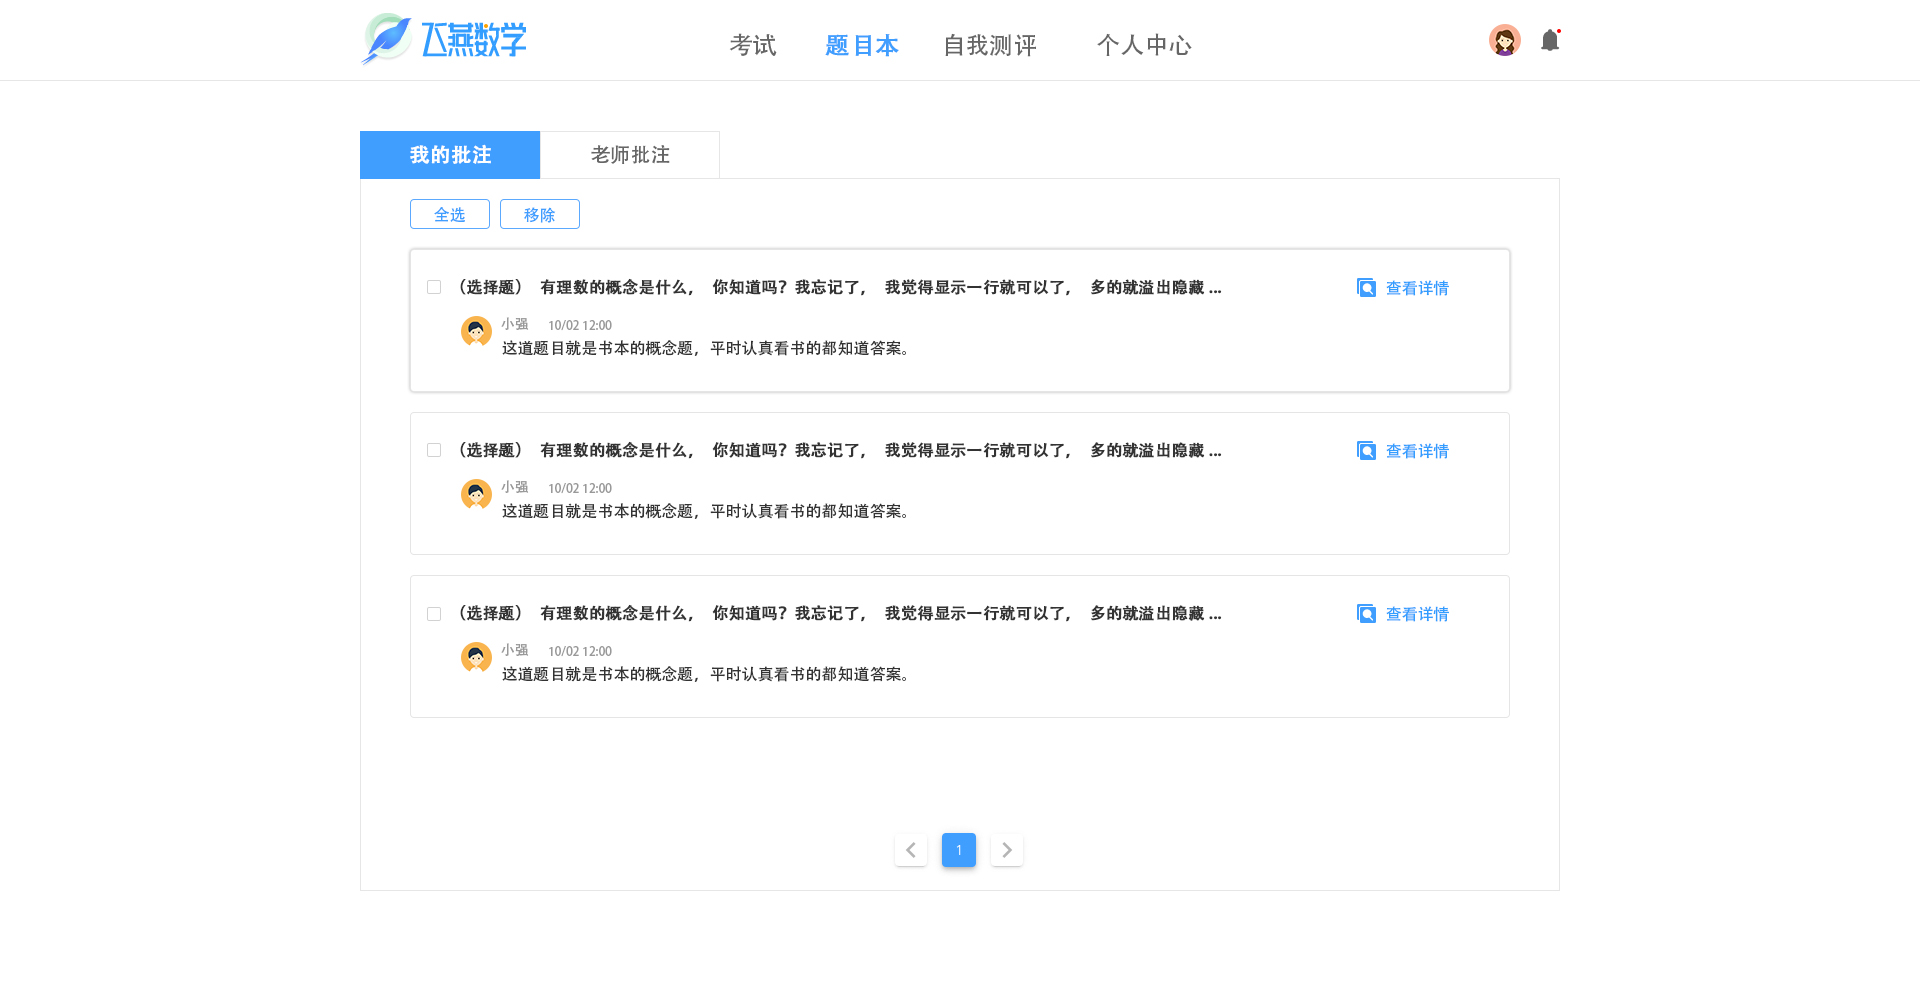 飞燕数学
考试 题目本 自我测评 个人中心
我的批注 老师批注
全选 移除
（选择题） 有理数的概念是什么， 你知道吗？我忘记了， 我觉得显示一行就可以了， 多的就溢出隐藏 ... 查看详情
小强 10/02 12:00
这道题目就是书本的概念题，平时认真看书的都知道答案。
（选择题） 有理数的概念是什么， 你知道吗？我忘记了， 我觉得显示一行就可以了， 多的就溢出隐藏 ... 查看详情
小强 10/02 12:00
这道题目就是书本的概念题，平时认真看书的都知道答案。
（选择题） 有理数的概念是什么， 你知道吗？我忘记了， 我觉得显示一行就可以了， 多的就溢出隐藏 ... 查看详情
小强 10/02 12:00
这道题目就是书本的概念题，平时认真看书的都知道答案。
1